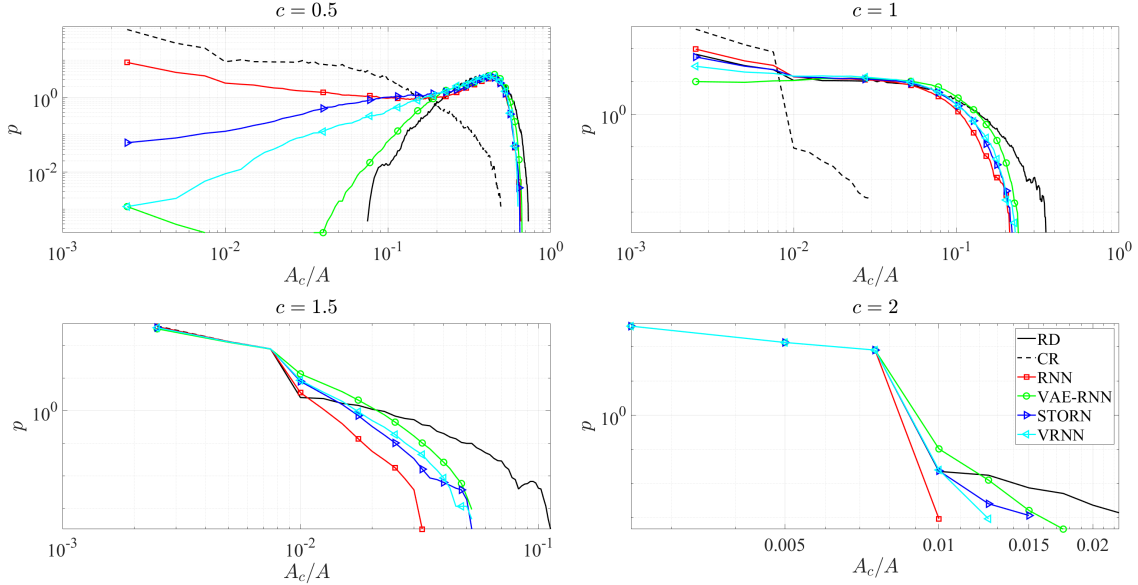 c = 0.5
p
10^0
10^-2
10^-3
10^-2
10^-1
10^0
A_c/A
c = 1
p
10^0
10^-3
10^-2
10^-1
10^0
A_c/A
c = 1.5
p
10^0
10^-3
10^-2
10^-1
A_c/A
c = 2
p
10^0
0.005
0.01
0.015
0.02
A_c/A
RD
CR
RNN
VAE-RNN
STORN
VRNN